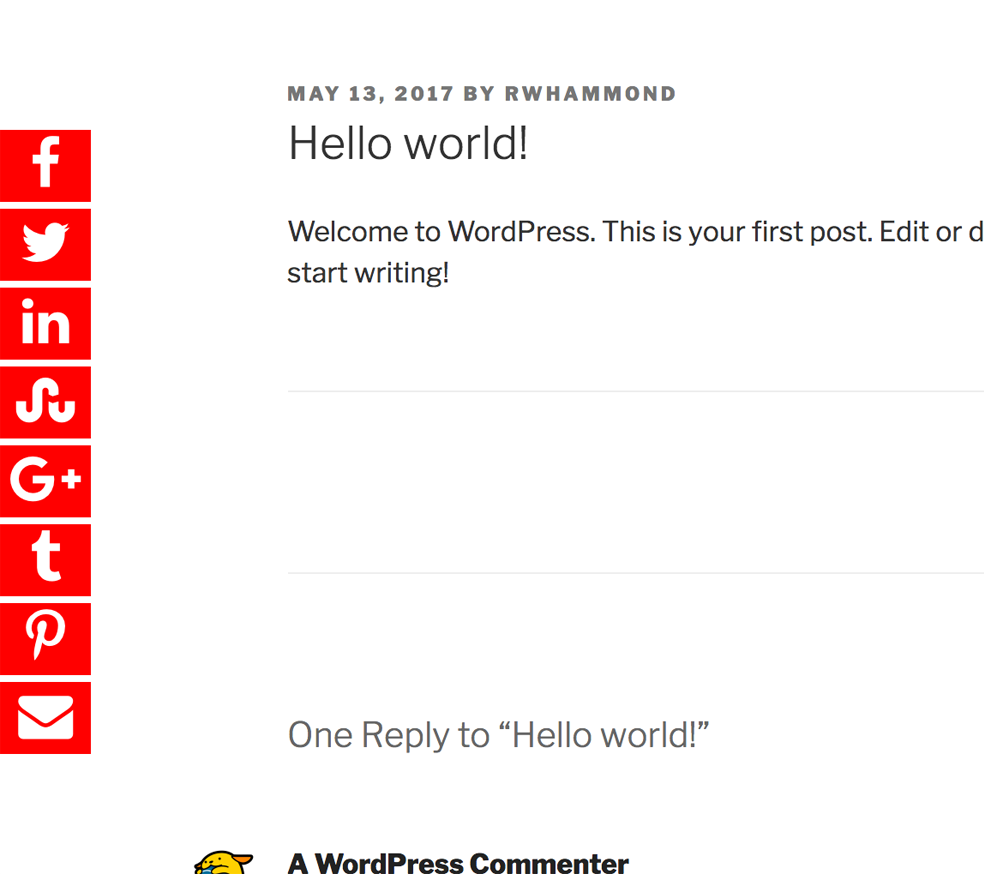 MAY 13, 2017 BY RWHAMMOND
Hello world!
Welcome to WordPress. This is your first post. Edit or d
start writing!
in
G+
One Reply to “Hello world!”
A WordPress Commenter